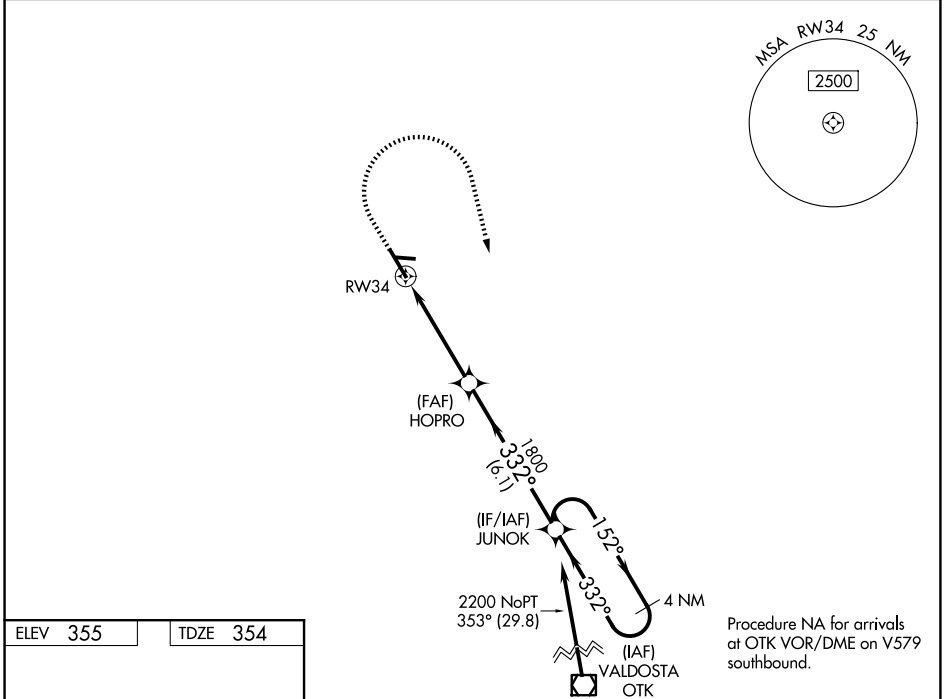 MSA RW34 25 NM
2500
RW34
(FAF)
HOPRO
1800
332°
(6.1)
(IF/IAF)
JUNOK
152°
332°
4 NM
2200 NoPT
353° (29.8)
(IAF)
VALDOSTA
OTK
Procedure NA for arrivals
at OTK VOR/DME on V579
southbound.
ELEV 355
TDZE 354